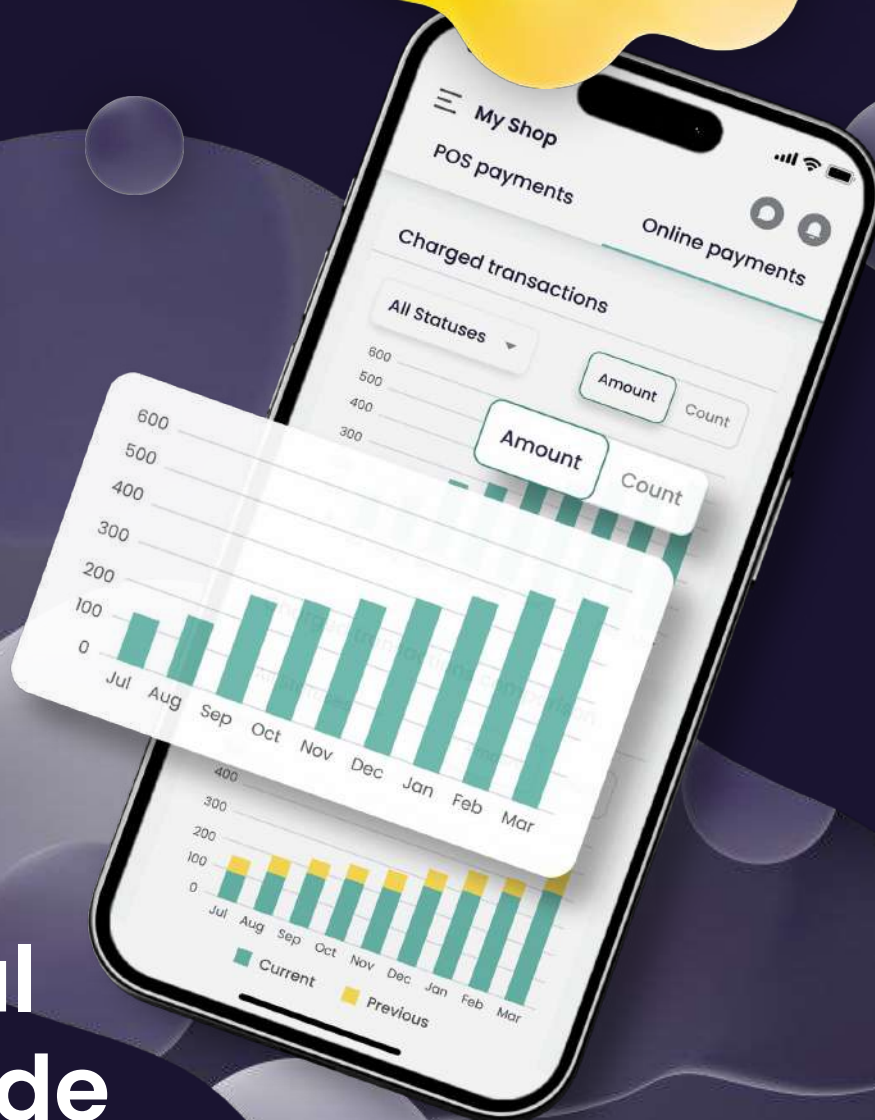 My Shop
POS payments
Online payments
Charged transactions
All Statuses
Amount Count
600
500
400
300
Amount Count
600
500
400
300
200
100
0
Jul Aug Sep Oct Nov Dec Jan Feb Mar
400
300
200
100
0
Jul Aug Sep Oct Nov Dec Jan Feb Mar
Current Previous
de